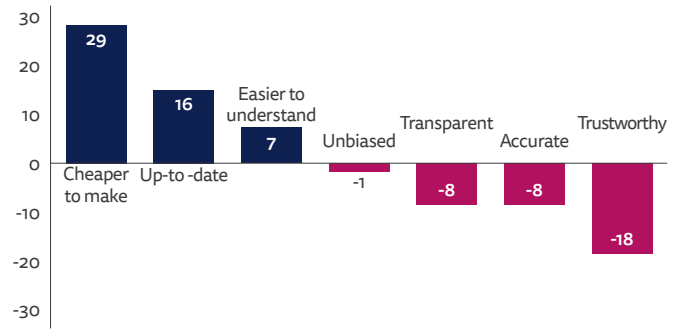 30
20
10
0
-10
-20
-30
29
16
7
-1
-8
-8
-18
Cheaper
to make
Up-to -date
Easier to
understand
Unbiased
Transparent
Accurate
Trustworthy